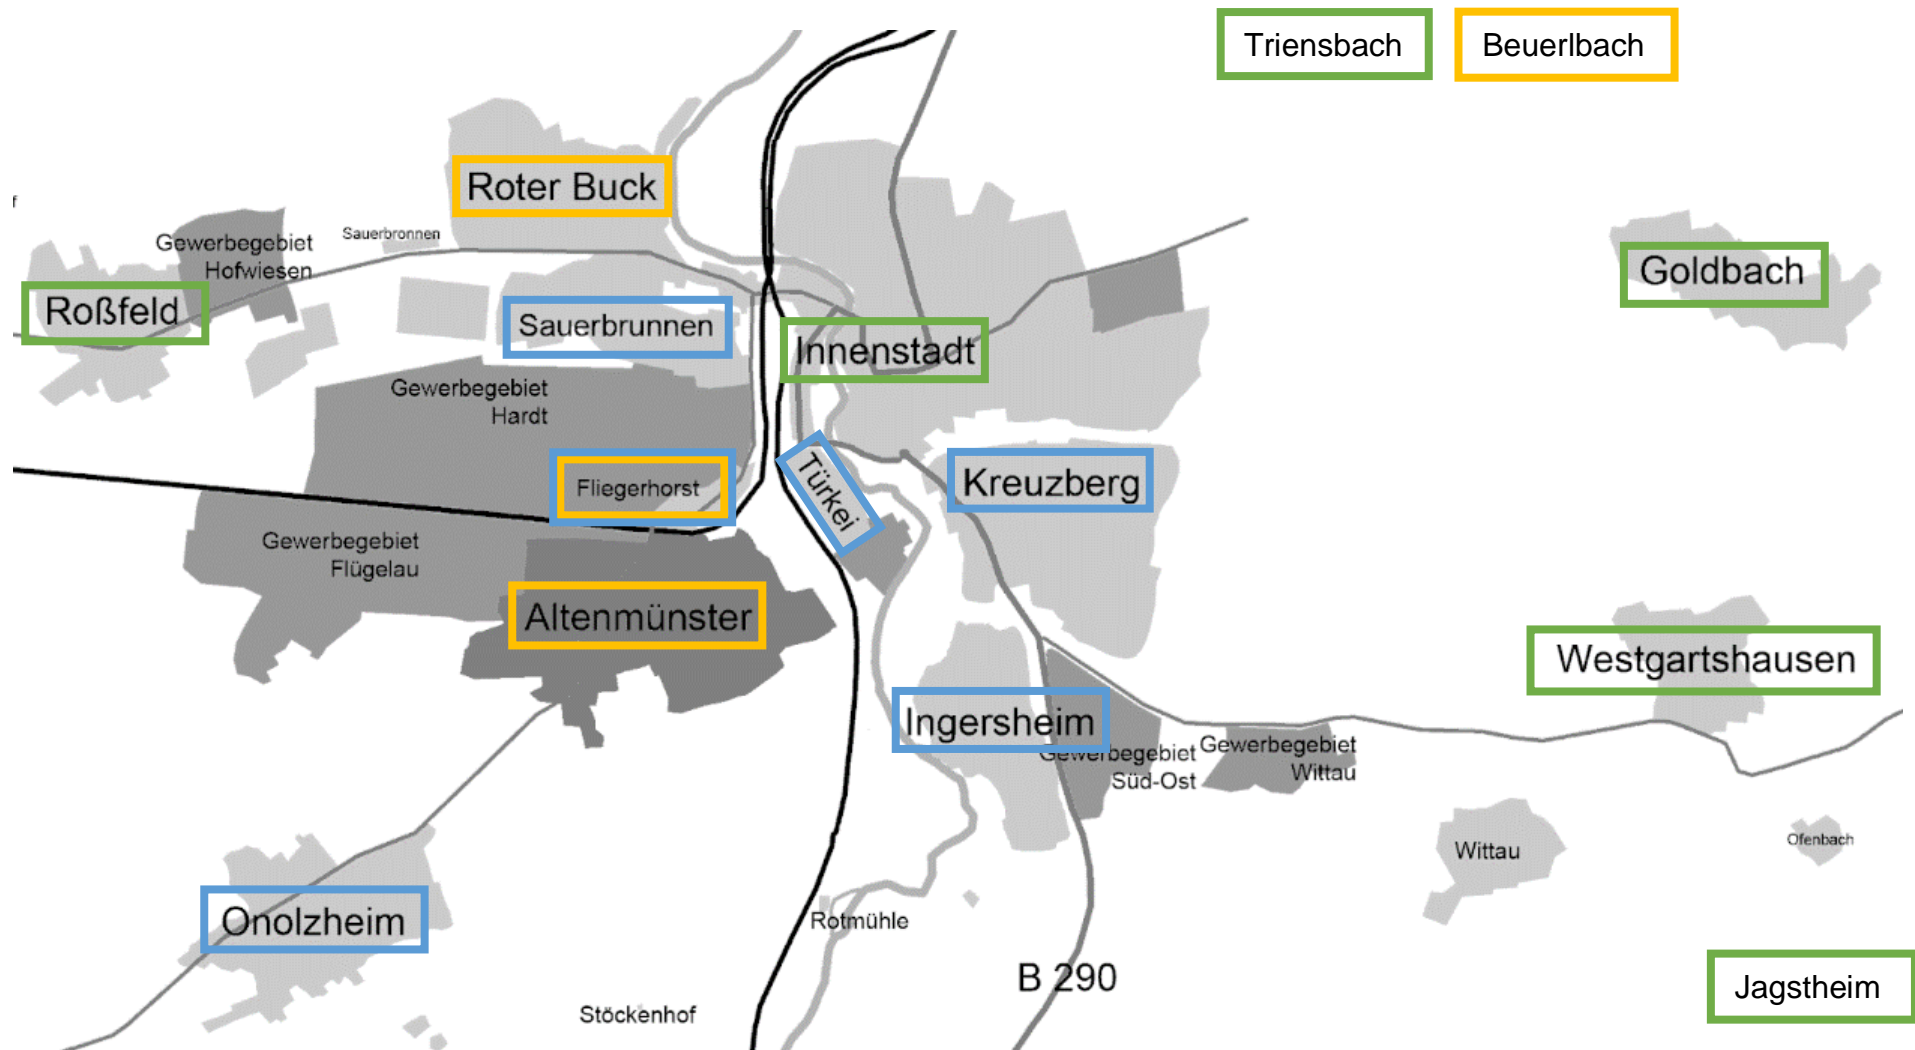 Triensbach
Beuerlbach
Roter Buck
f
Sauerbronnen
Gewerbegebiet
Hofwiesen
Goldbach
Roßfeld
Sauerbrunnen
Innenstadt
Gewerbegebiet
Hardt
Fliegerhorst
Türkei
Kreuzberg
Gewerbegebiet
Flügelau
Altenmünster
Westgartshausen
Ingersheim
Gewerbegebiet
Süd-Ost
Gewerbegebiet
Wittau
Wittau
Ofenbach
Onolzheim
Rotmühle
B 290
Jagstheim
Stöckenhof